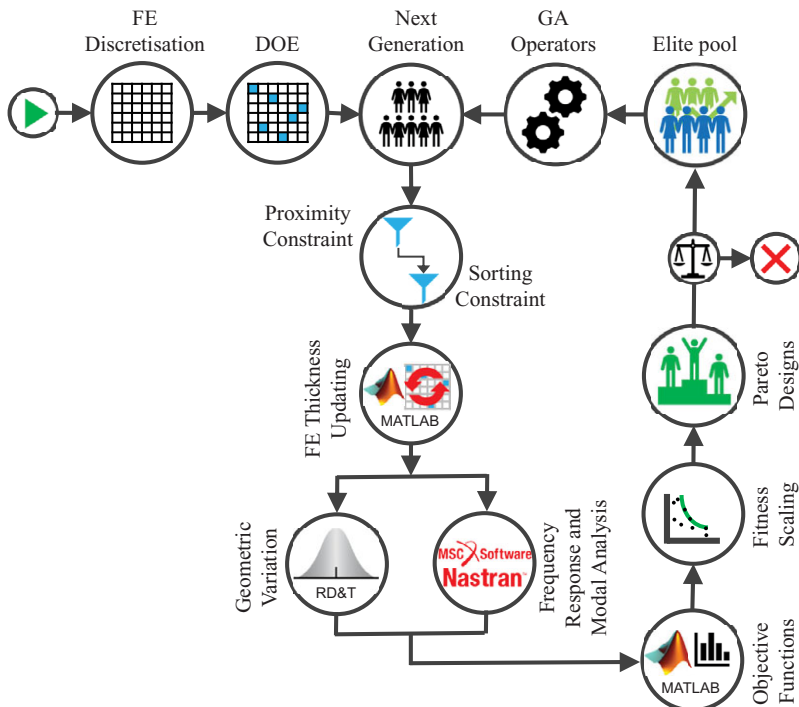 FE
Discretisation
DOE
Next
Generation
GA
Operators
Elite pool
Proximity
Constraint
Sorting
Constraint
FE Thickness
Updating
MATLAB
Geometric
Variation
RD&T
MSC Software
Nastran™
Frequency
Response and
Modal Analysis
MATLAB
Objective
Functions
Fitness
Scaling
Pareto
Designs